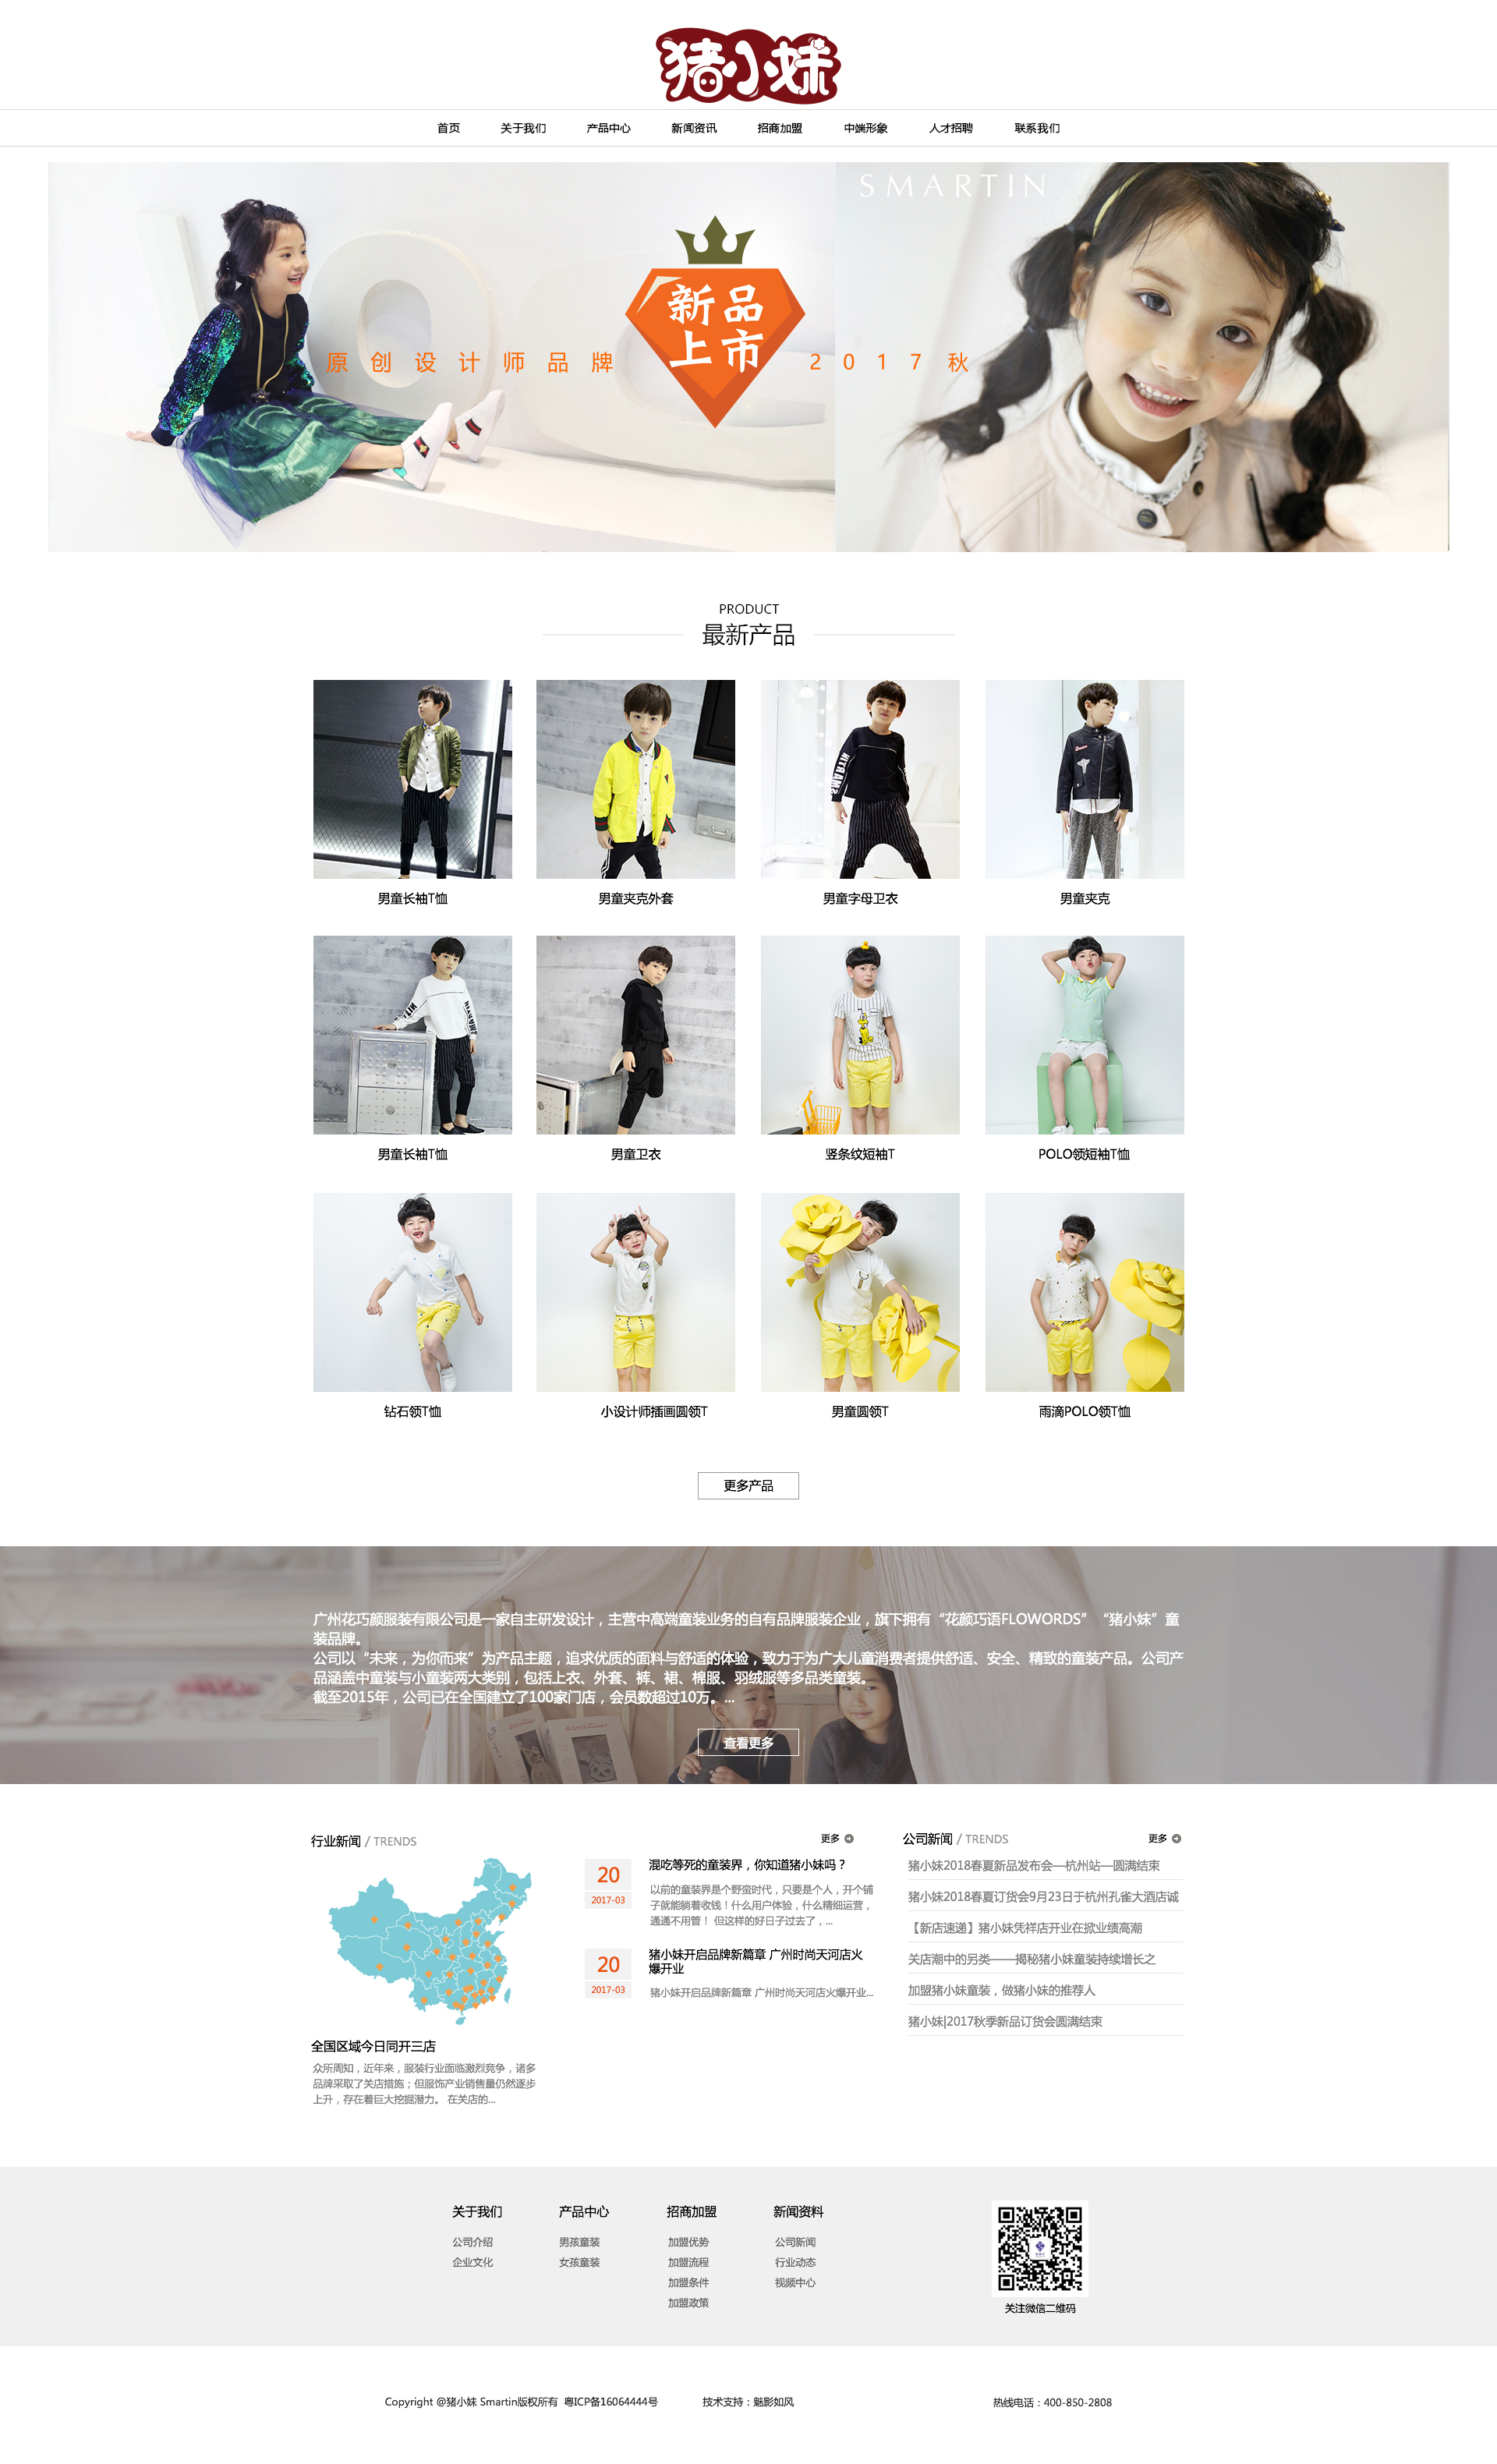 猪小妹
首页 关于我们 产品中心 新闻资讯 招商加盟 中端形象 人才招聘 联系我们
SMARTIN
新品
上市
原创设计师品牌
2017秋
PRODUCT
最新产品
男童长袖T恤 男童夹克外套 男童字母卫衣 男童夹克
男童长袖T恤 男童卫衣 竖条纹短袖T POLO领短袖T恤
钻石领T恤 小设计师插画圆领T 男童圆领T 雨滴POLO领T恤
更多产品
广州花巧颜服装有限公司是一家自主研发设计，主营中高端童装业务的自有品牌服装企业，旗下拥有“花颜巧语FLOWORDS” “猪小妹”童
装品牌。
公司以“未来，为你而来”为产品主题，追求优质的面料与舒适的体验，致力于为广大儿童消费者提供舒适、安全、精致的童装产品。公司产
品涵盖中童装与小童装两大类别，包括上衣、外套、裤、裙、棉服、羽绒服等多品类童装。
截至2015年，公司已在全国建立了100家门店，会员数超过10万。...
查看更多
行业新闻 / TRENDS
更多
全国区域今日同开三店
众所周知，近年来，服装行业面临激烈竞争，诸多
品牌采取了关店措施；但服饰产业销售量仍然逐步
上升，存在着巨大挖掘潜力。 在关店的...
20
2017-03
混吃等死的童装界，你知道猪小妹吗？
以前的童装界是个野蛮时代，只要是个人，开个铺
子就能躺着收钱！什么用户体验，什么精细运营，
通通不用管！ 但这样的好日子过去了，...
20
2017-03
猪小妹开启品牌新篇章 广州时尚天河店火
爆开业
猪小妹开启品牌新篇章 广州时尚天河店火爆开业...
公司新闻 / TRENDS
更多
猪小妹2018春夏新品发布会—杭州站—圆满结束
猪小妹2018春夏订货会9月23日于杭州孔雀大酒店诚
【新店速递】猪小妹凭祥店开业在掀业绩高潮
关店潮中的另类——揭秘猪小妹童装持续增长之
加盟猪小妹童装，做猪小妹的推荐人
猪小妹|2017秋季新品订货会圆满结束
关于我们 产品中心 招商加盟 新闻资料
公司介绍 男孩童装 加盟优势 公司新闻
企业文化 女孩童装 加盟流程 行业动态
加盟条件 视频中心
加盟政策
关注微信二维码
Copyright @猪小妹 Smartin版权所有 粤ICP备16064444号 技术支持：魅影如风 热线电话：400-850-2808